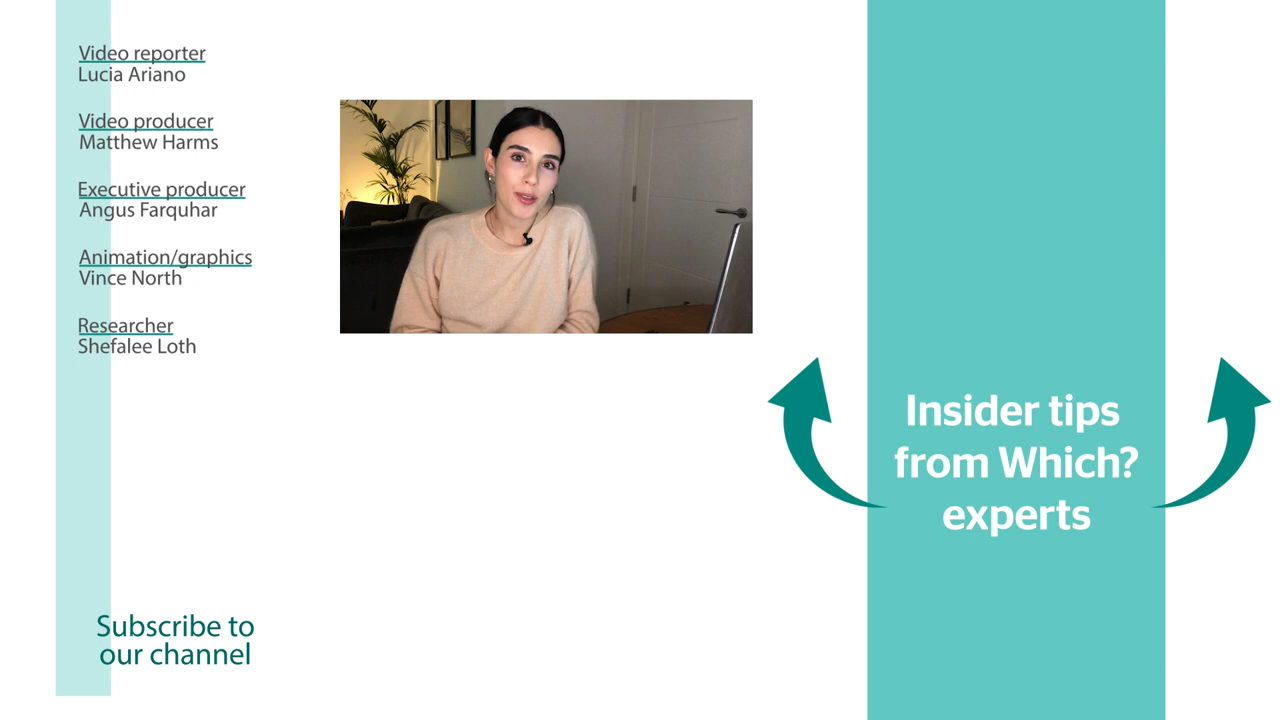 Video reporter
Lucia Ariano
Video producer
Matthew Harms
Executive producer
Angus Farquhar
Animation/graphics
Vince North
Researcher
Shefalee Loth
Subscribe to
our channel
Insider tips
from Which?
experts